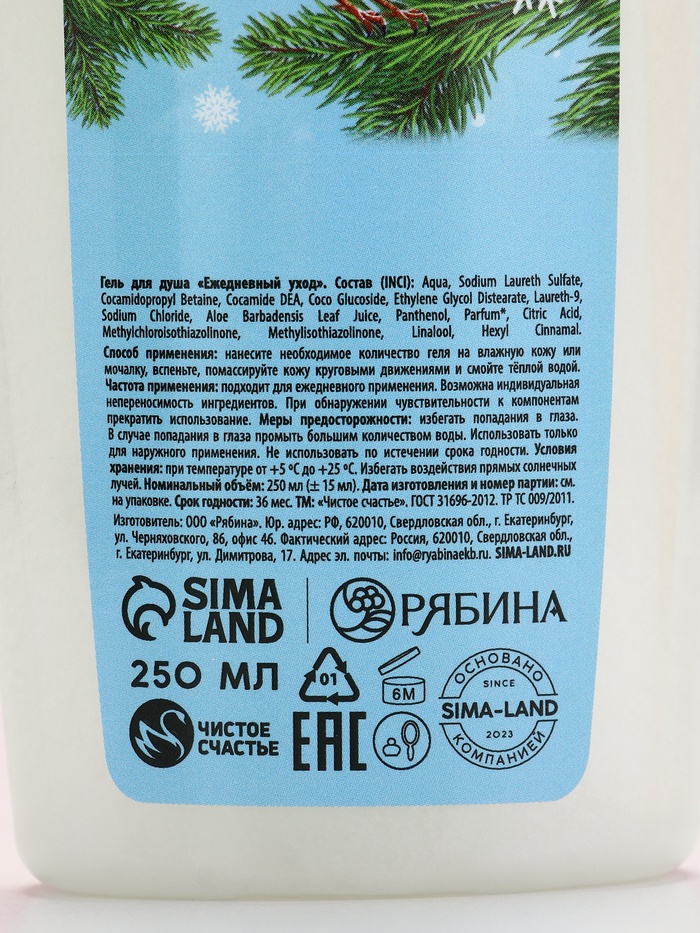 Гель для душа «Ежедневный уход». Состав (INCI): Aqua, Sodium Laureth Sulfate,
Cocamidopropyl Betaine, Cocamide DEA, Coco Glucoside, Ethylene Glycol Distearate, Laureth-9,
Sodium Chloride, Aloe Barbadensis Leaf Juice, Panthenol, Parfum*, Citric Acid,
Methylchloroisothiazolinone, Methylisothiazolinone, Linalool, Hexyl Cinnamal.
Способ применения: нанесите необходимое количество геля на влажную кожу или
мочалку, вспеньте, помассируйте кожу круговыми движениями и смойте тёплой водой.
Частота применения: подходит для ежедневного применения. Возможна индивидуальная
непереносимость ингредиентов. При обнаружении чувствительности к компонентам
прекратить использование. Меры предосторожности: избегать попадания в глаза.
В случае попадания в глаза промыть большим количеством воды. Использовать только
для наружного применения. Не использовать по истечении срока годности. Условия
хранения: при температуре от +5 ºC до +25 ºC. Избегать воздействия прямых солнечных
лучей. Номинальный объём: 250 мл (± 15 мл). Дата изготовления и номер партии: см.
на упаковке. Срок годности: 36 мес. ТМ: «Чистое счастье». ГОСТ 31696-2012. ТР ТС 009/2011.
Изготовитель: ООО «Рябина». Юр. адрес: РФ, 620010, Свердловская обл., г. Екатеринбург,
ул. Черняховского, 86, офис 46. Фактический адрес: Россия, 620010, Свердловская обл.,
г. Екатеринбург, ул. Димитрова, 17. Адрес эл. почты: info@ryabinaekb.ru. SIMA-LAND.RU
SIMA
LAND
РЯБИНА
250 МЛ
01
6M
ОСНОВАНО
SINCE
SIMA-LAND
2023
КОМПАНИЕЙ
ЧИСТОЕ
СЧАСТЬЕ
EAC